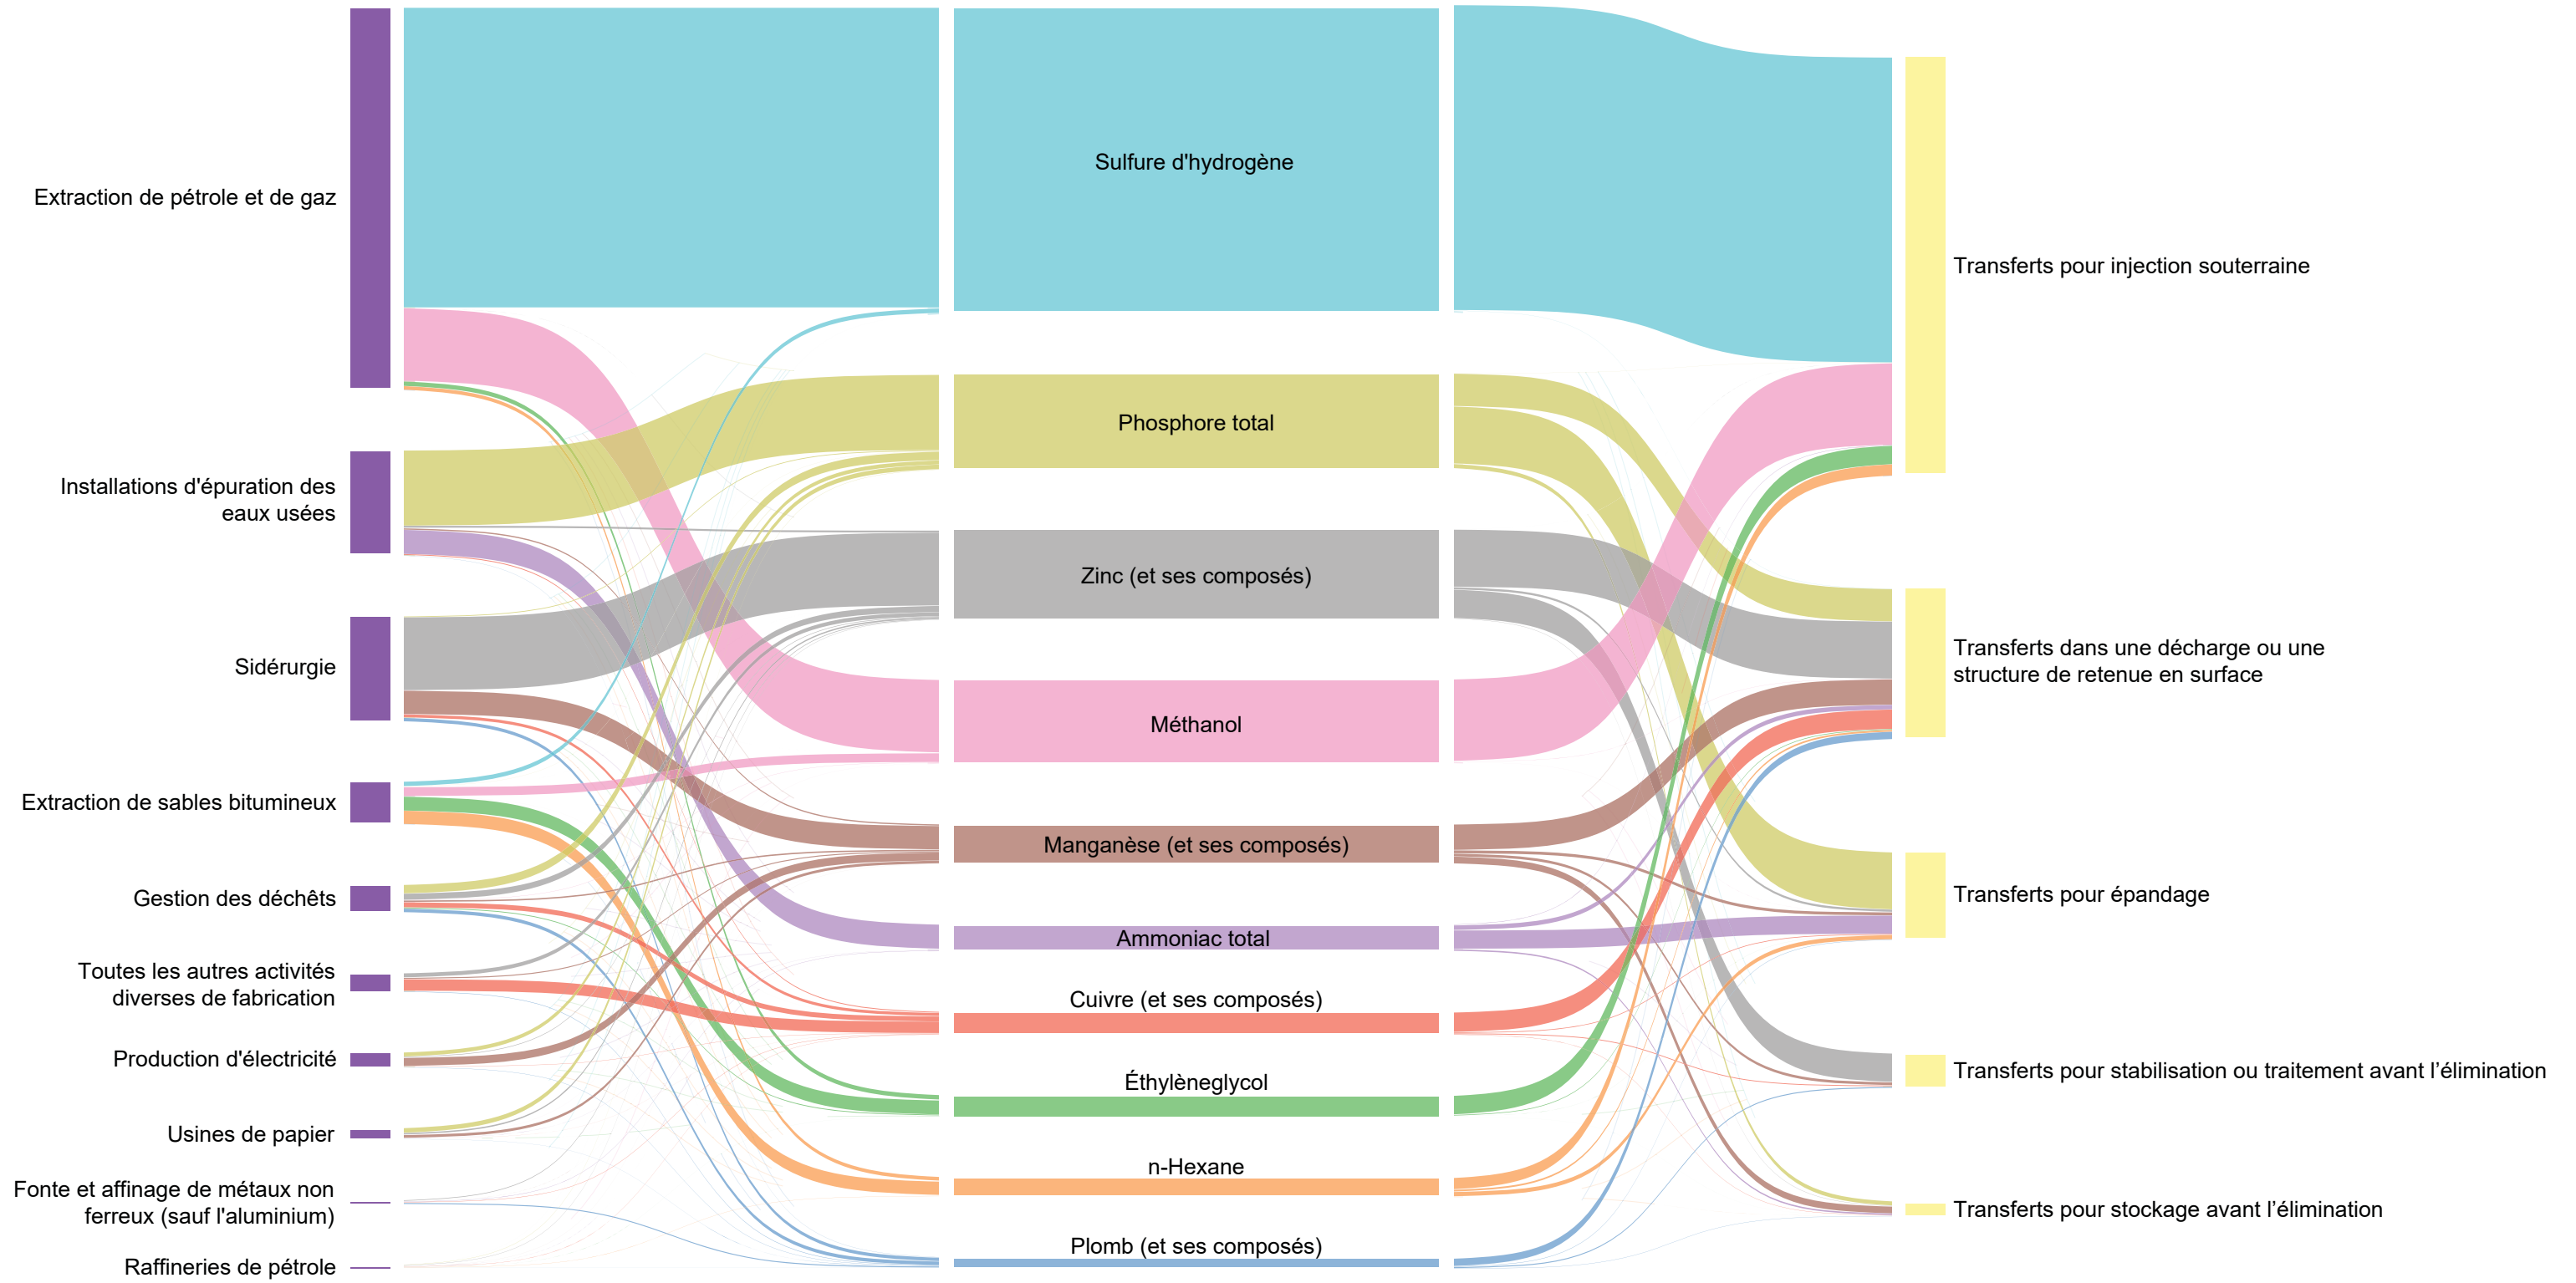 Extraction de pétrole et de gaz
Installations d'épuration des
eaux usées
Sidérurgie
Extraction de sables bitumineux
Gestion des déchêts
Toutes les autres activités
diverses de fabrication
Production d'électricité
Usines de papier
Fonte et affinage de métaux non
ferreux (sauf l'aluminium)
Raffineries de pétrole
Sulfure d'hydrogène
Phosphore total
Zinc (et ses composés)
Méthanol
Manganèse (et ses composés)
Ammoniac total
Cuivre (et ses composés)
Éthylèneglycol
n-Hexane
Plomb (et ses composés)
Transferts pour injection souterraine
Transferts dans une décharge ou une
structure de retenue en surface
Transferts pour épandage
Transferts pour stabilisation ou traitement avant l’élimination
Transferts pour stockage avant l’élimination